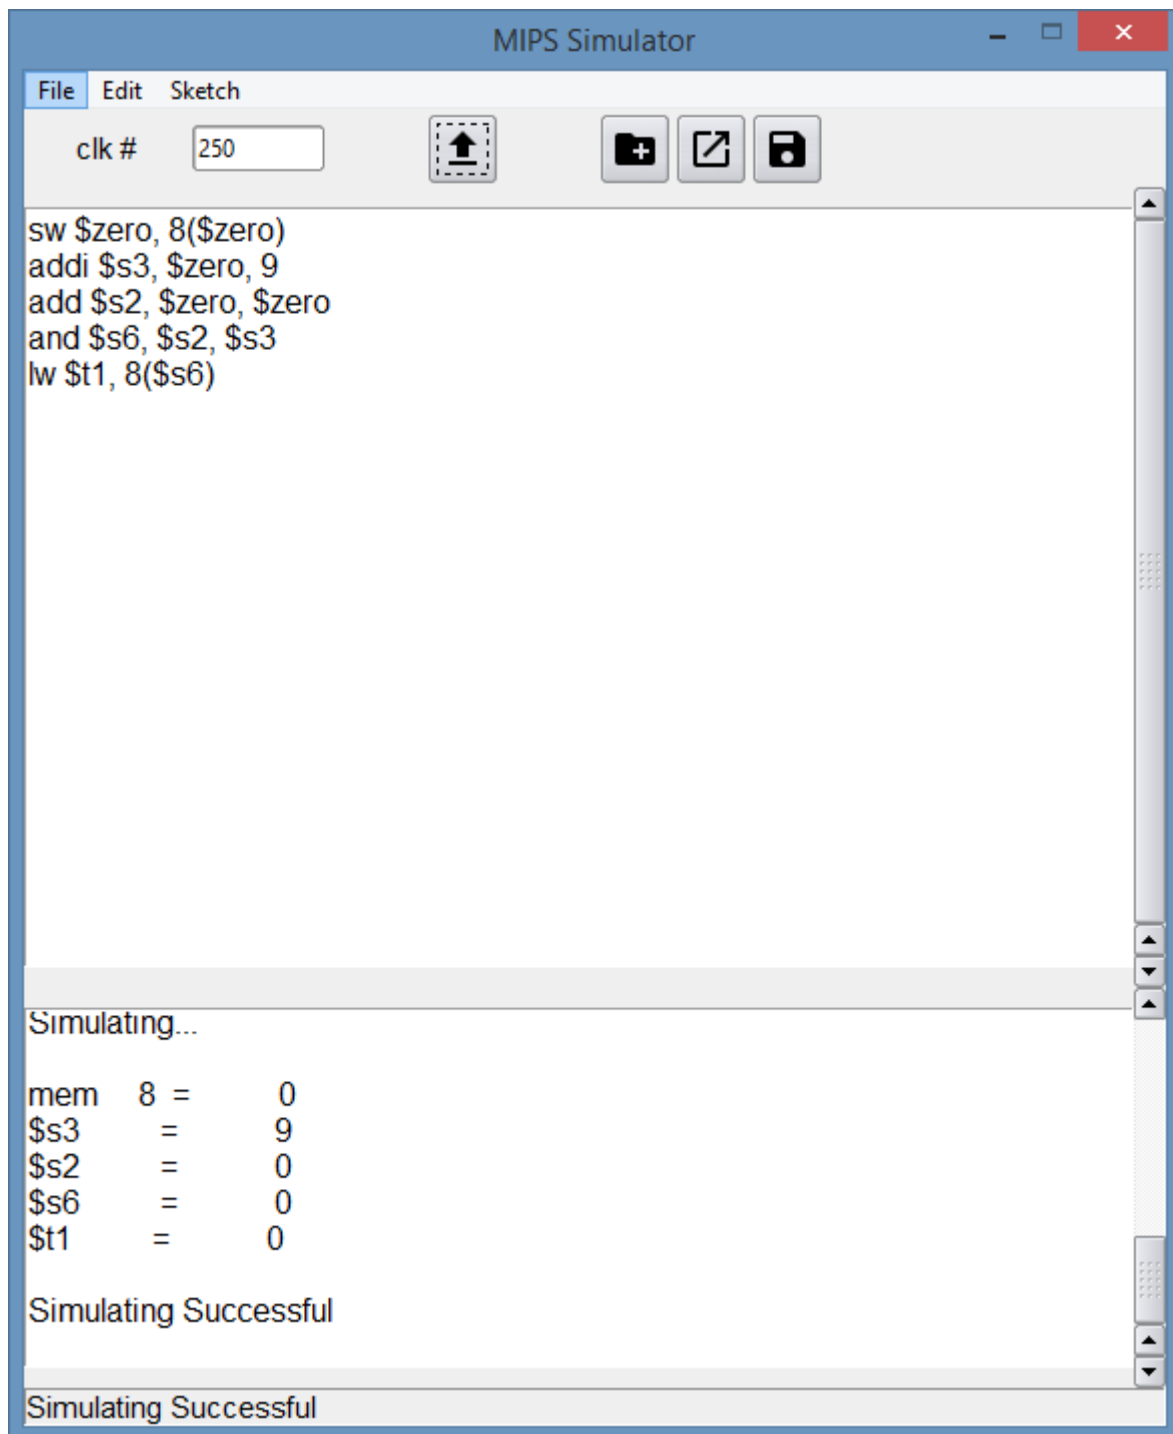 MIPS Simulator
File Edit Sketch
clk # 250
sw $zero, 8($zero)
addi $s3, $zero, 9
add $s2, $zero, $zero
and $s6, $s2, $s3
lw $t1, 8($s6)
Simulating...
mem 8 = 0
$s3 = 9
$s2 = 0
$s6 = 0
$t1 = 0
Simulating Successful
Simulating Successful